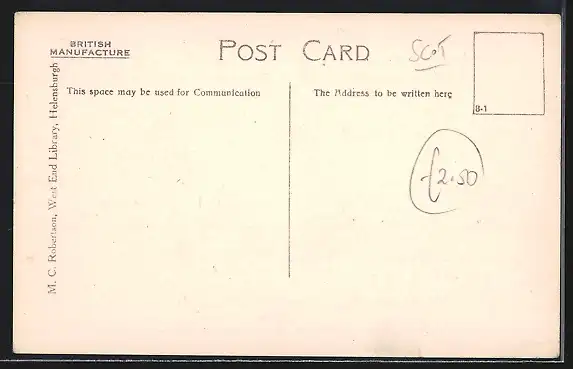 BRITISH
MANUFACTURE
POST CARD
SCOT
This space may be used for Communication
The Address to be written here
B-1
£2.50
M. C. Robertson, West End Library, Helensburgh